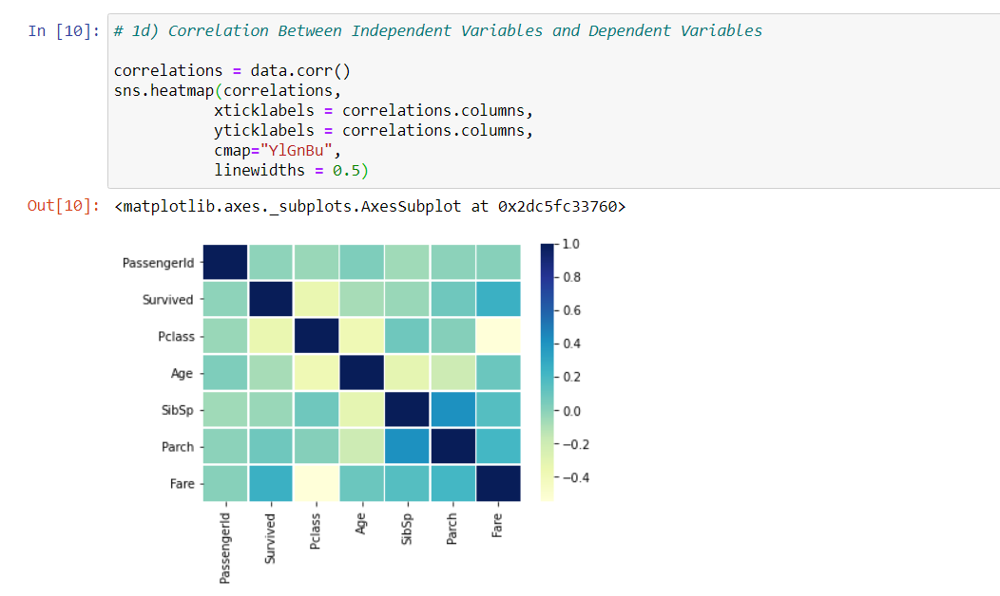 In [10]: # 1d) Correlation Between Independent Variables and Dependent Variables
correlations = data.corr()
sns.heatmap(correlations,
xticklabels = correlations.columns,
yticklabels = correlations.columns,
cmap="YlGnBu",
linewidths = 0.5)
Out[10]: <matplotlib.axes._subplots.AxesSubplot at 0x2dc5fc33760>
PassengerId
Survived
Pclass
Age
SibSp
Parch
Fare
PassengerId
Survived
Pclass
Age
SibSp
Parch
Fare
1.0
0.8
0.6
0.4
0.2
0.0
−0.2
−0.4